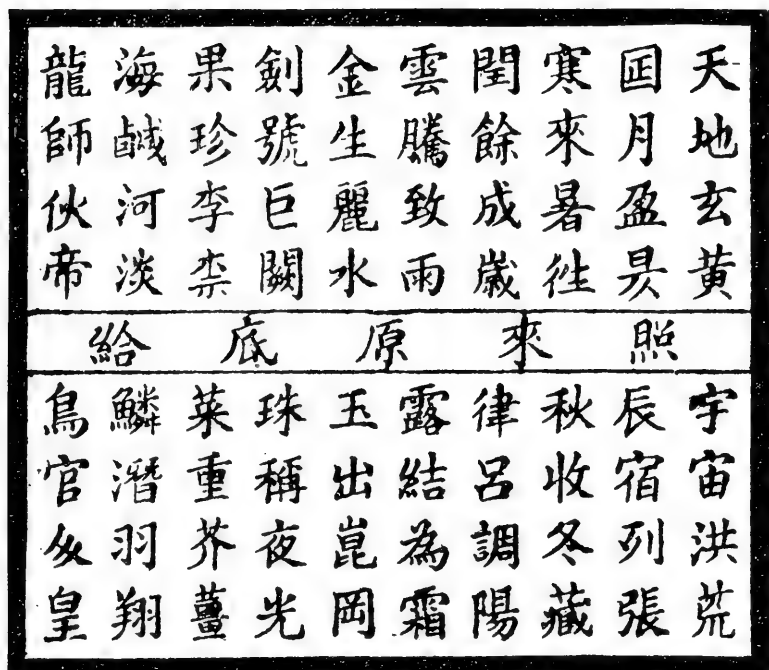 天地玄黃
囸月盈昃
寒來暑徃
閏餘成歲
雲騰致雨
金生麗水
劍號巨闕
果珍李柰
海鹹河淡
龍師伙帝
照來原底給
宇宙洪荒
辰宿列張
秋收冬藏
律呂調陽
露結為霜
玉出崑岡
珠稱夜光
菜重芥薑
鱗潛羽翔
鳥官皇